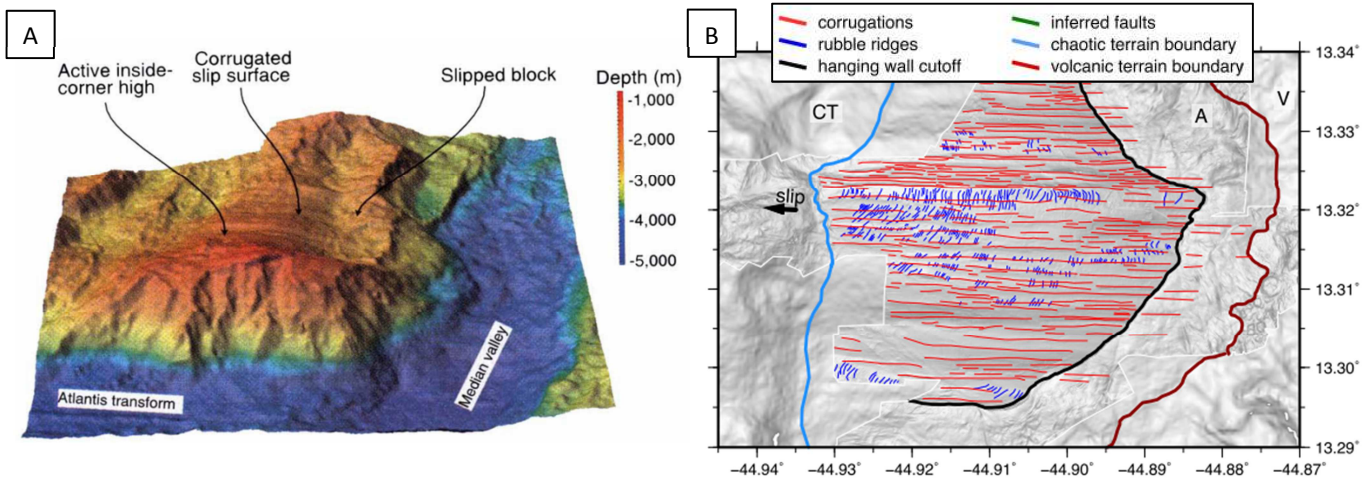 A
Active inside-
corner high
Corrugated
slip surface
Slipped block
Depth (m)
-1,000
-2,000
-3,000
-4,000
-5,000
Atlantis transform
Median valley
B
corrugations
rubble ridges
hanging wall cutoff
inferred faults
chaotic terrain boundary
volcanic terrain boundary
CT
A
V
slip
13.34°
13.33°
13.32°
13.31°
13.30°
13.29°
−44.94° −44.93° −44.92° −44.91° −44.90° −44.89° −44.88° −44.87°